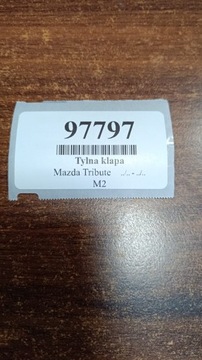 97797
Tylna klapa
Mazda Tribute ../..- ../..
M2